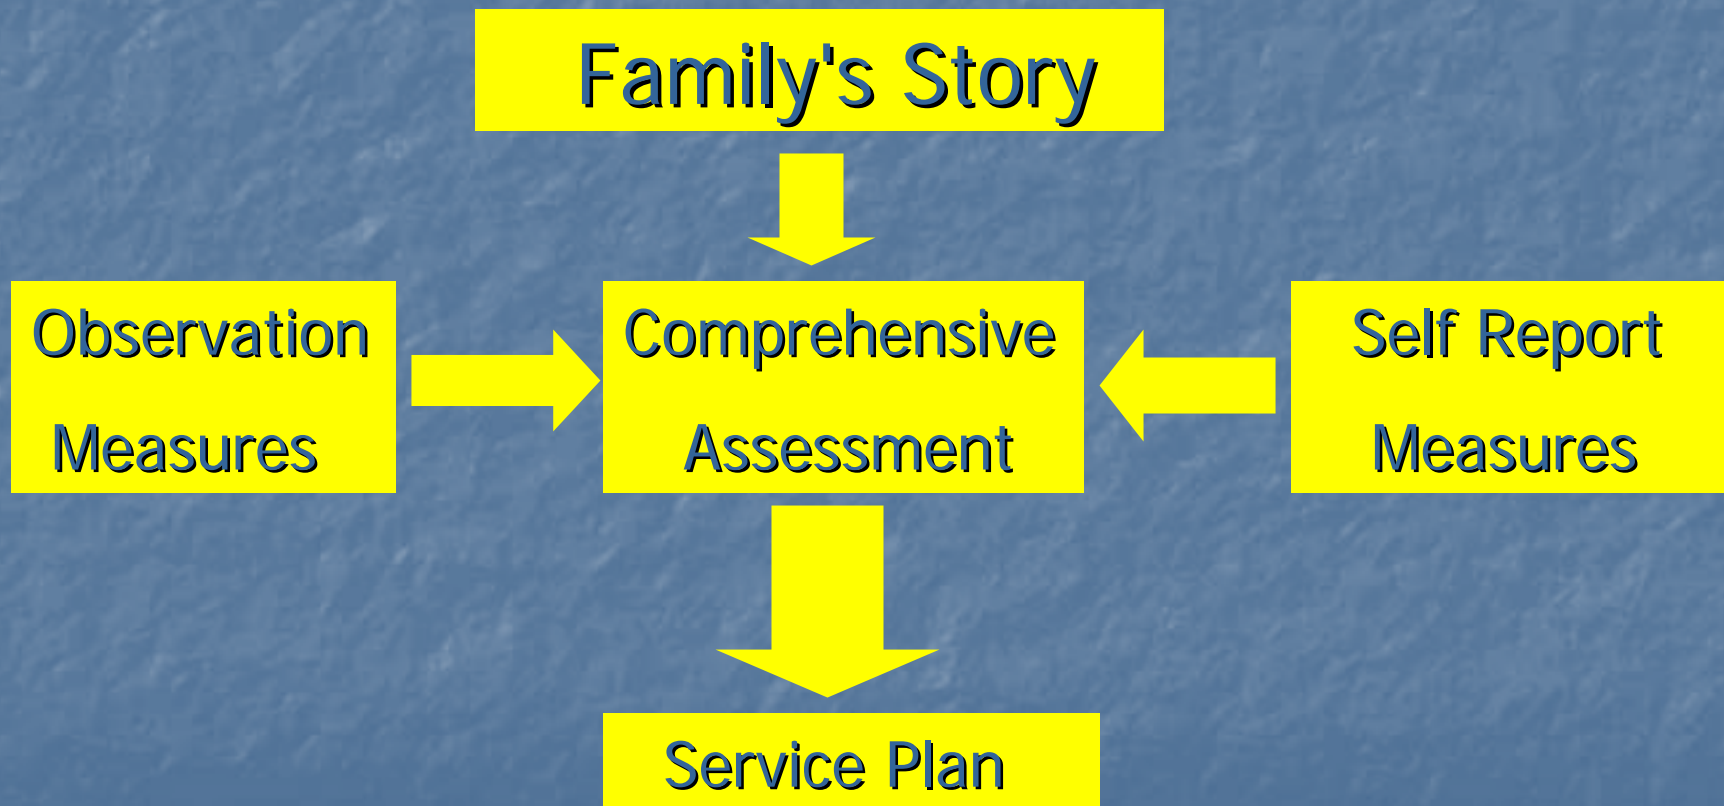 Family's Story
Observation
Measures
Comprehensive
Assessment
Self Report
Measures
Service Plan